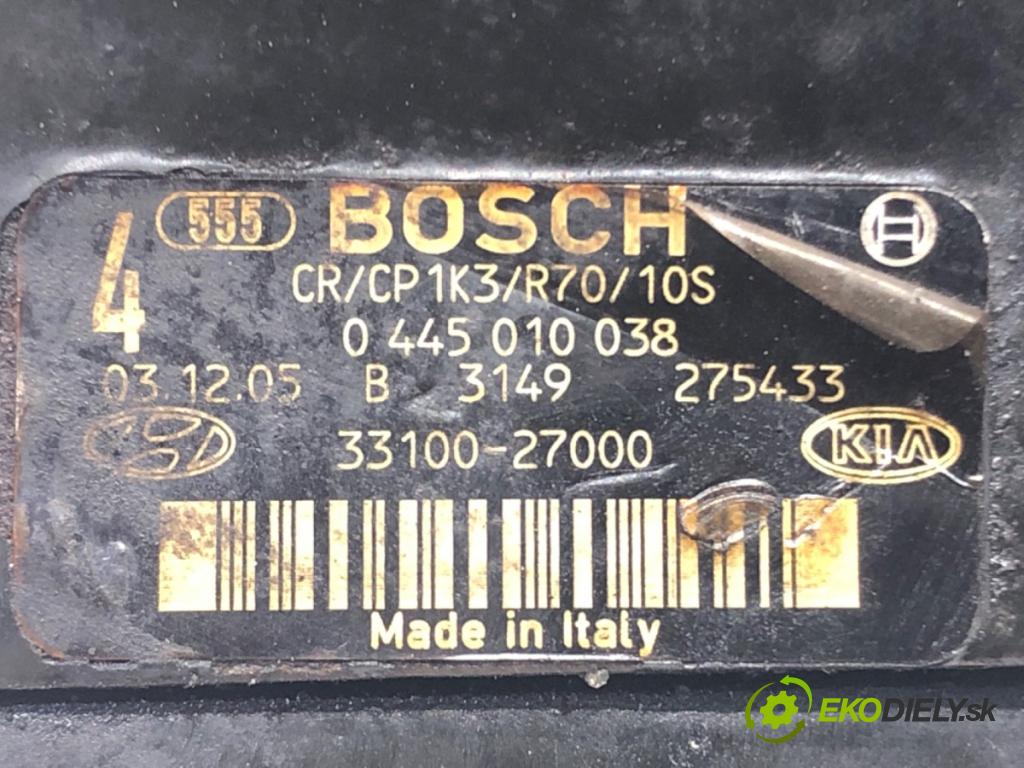 4 555 BOSCH
CR/CP1K3/R70/10S
0 445 010 038
03.12.05 B 3149 275433
33100-27000 KIA
Made in Italy
EKODIELY.sk